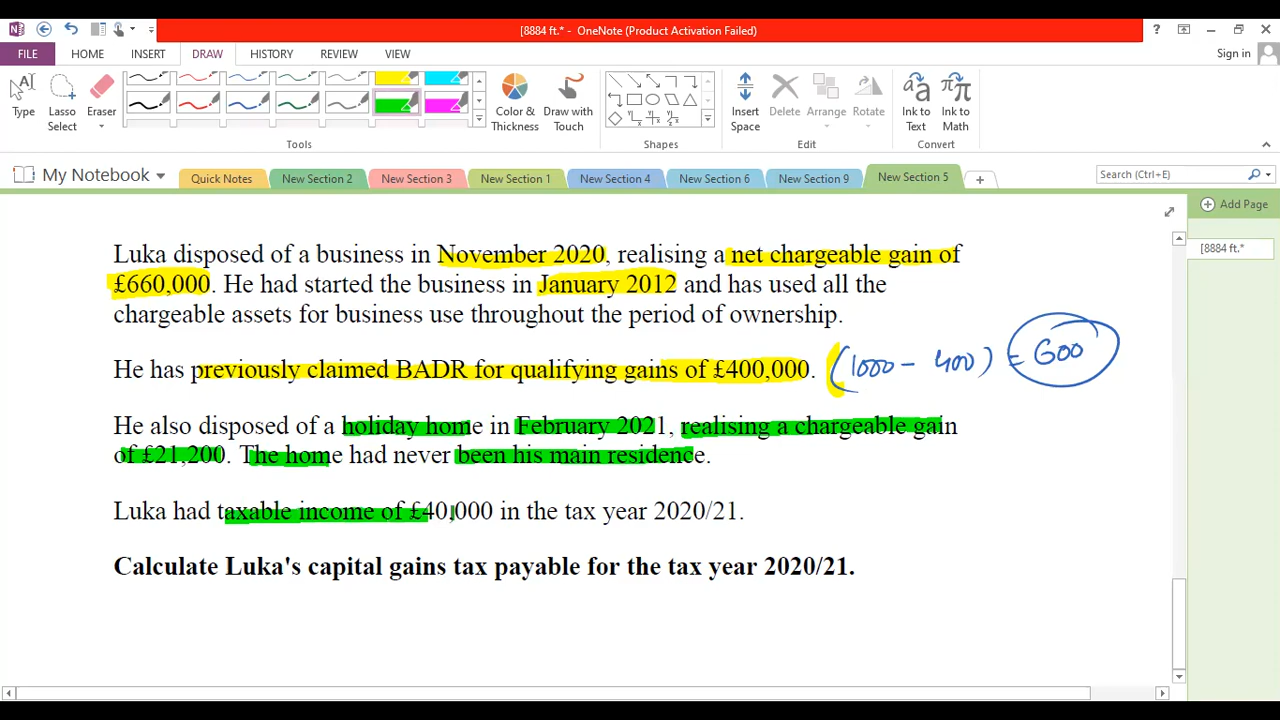 [8884 ft.* - OneNote (Product Activation Failed)
?
FILE HOME INSERT DRAW HISTORY REVIEW VIEW
Sign in
Type
Lasso Select
Eraser
Color & Thickness
Draw with Touch
Insert Space
Delete
Arrange
Rotate
Ink to Text
Ink to Math
Tools Shapes Edit Convert
My Notebook Quick Notes New Section 2 New Section 3 New Section 1 New Section 4 New Section 6 New Section 9 New Section 5 Search (Ctrl+E)
Add Page
[8884 ft.*
Luka disposed of a business in November 2020, realising a net chargeable gain of
£660,000. He had started the business in January 2012 and has used all the
chargeable assets for business use throughout the period of ownership.
He has previously claimed BADR for qualifying gains of £400,000. (1000 - 400) = 600
He also disposed of a holiday home in February 2021, realising a chargeable gain
of £21,200. The home had never been his main residence.
Luka had taxable income of £40,000 in the tax year 2020/21.
Calculate Luka's capital gains tax payable for the tax year 2020/21.